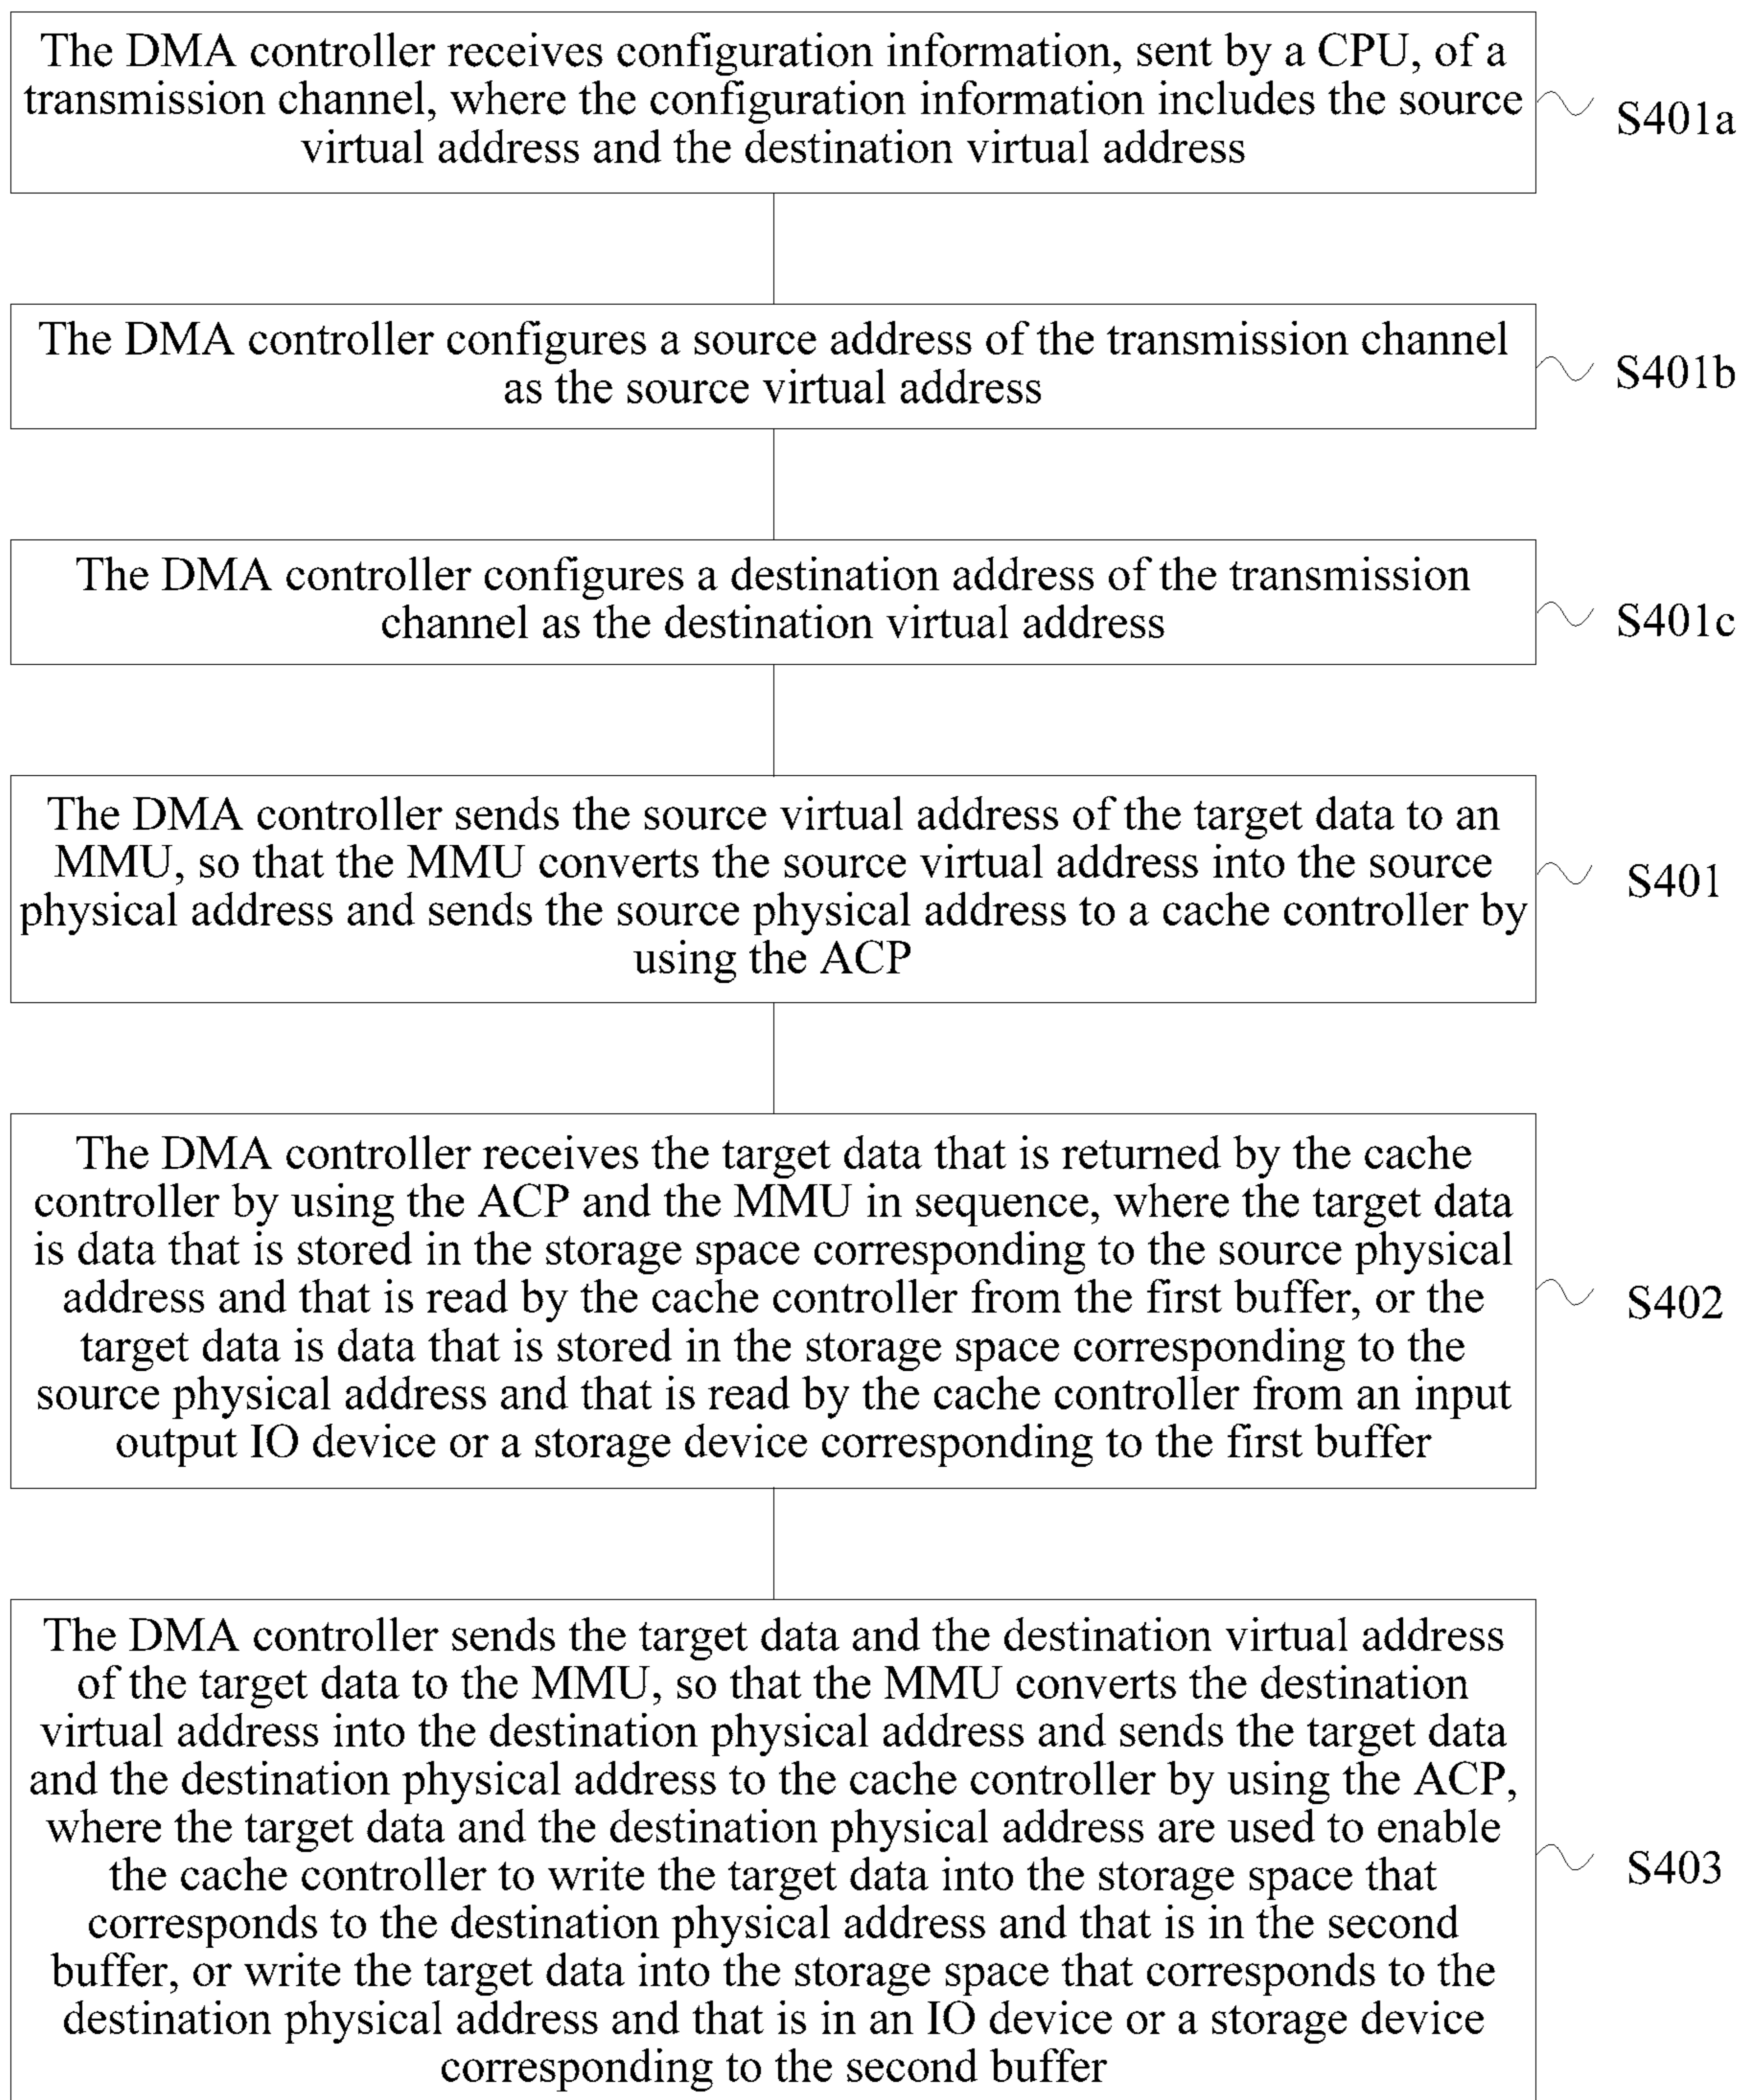 The DMA controller receives configuration information, sent by a CPU, of a
transmission channel, where the configuration information includes the source
virtual address and the destination virtual address
S401a
The DMA controller configures a source address of the transmission channel
as the source virtual address
S401b
The DMA controller configures a destination address of the transmission
channel as the destination virtual address
S401c
The DMA controller sends the source virtual address of the target data to an
MMU, so that the MMU converts the source virtual address into the source
physical address and sends the source physical address to a cache controller by
using the ACP
S401
The DMA controller receives the target data that is returned by the cache
controller by using the ACP and the MMU in sequence, where the target data
is data that is stored in the storage space corresponding to the source physical
address and that is read by the cache controller from the first buffer, or the
target data is data that is stored in the storage space corresponding to the
source physical address and that is read by the cache controller from an input
output IO device or a storage device corresponding to the first buffer
S402
The DMA controller sends the target data and the destination virtual address
of the target data to the MMU, so that the MMU converts the destination
virtual address into the destination physical address and sends the target data
and the destination physical address to the cache controller by using the ACP,
where the target data and the destination physical address are used to enable
the cache controller to write the target data into the storage space that
corresponds to the destination physical address and that is in the second
buffer, or write the target data into the storage space that corresponds to the
destination physical address and that is in an IO device or a storage device
corresponding to the second buffer
S403